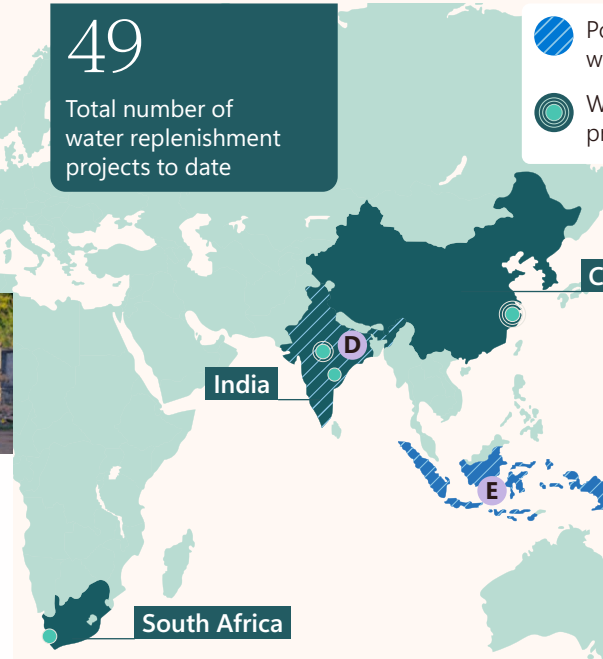 49
Total number of
water replenishment
projects to date
D
India
E
South Africa